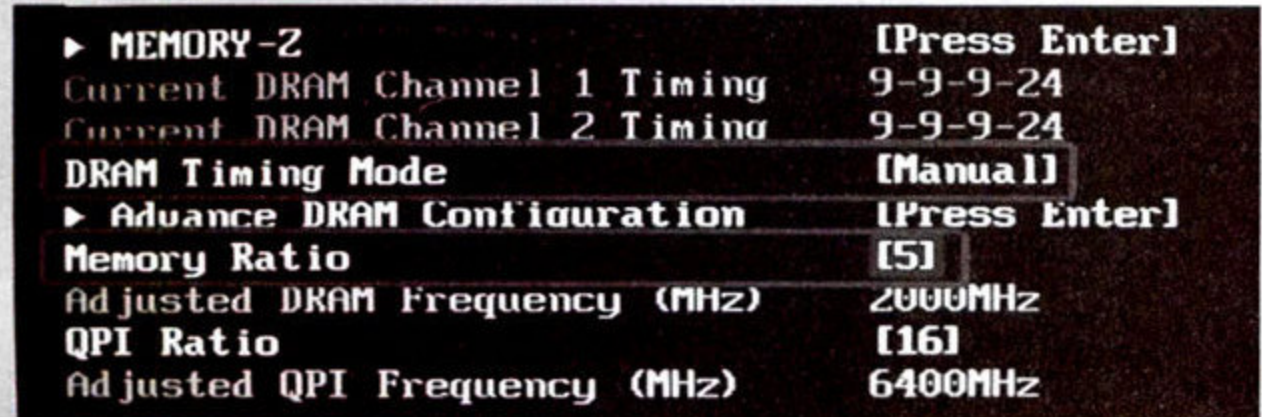 ▶ MEMORY-Z [Press Enter]
Current DRAM Channel 1 Timing 9-9-9-24
Current DRAM Channel 2 Timing 9-9-9-24
DRAM Timing Mode [Manual]
▶ Advance DRAM Configuration [Press Enter]
Memory Ratio [5]
Adjusted DRAM Frequency (MHz) 2000MHz
QPI Ratio [16]
Adjusted QPI Frequency (MHz) 6400MHz